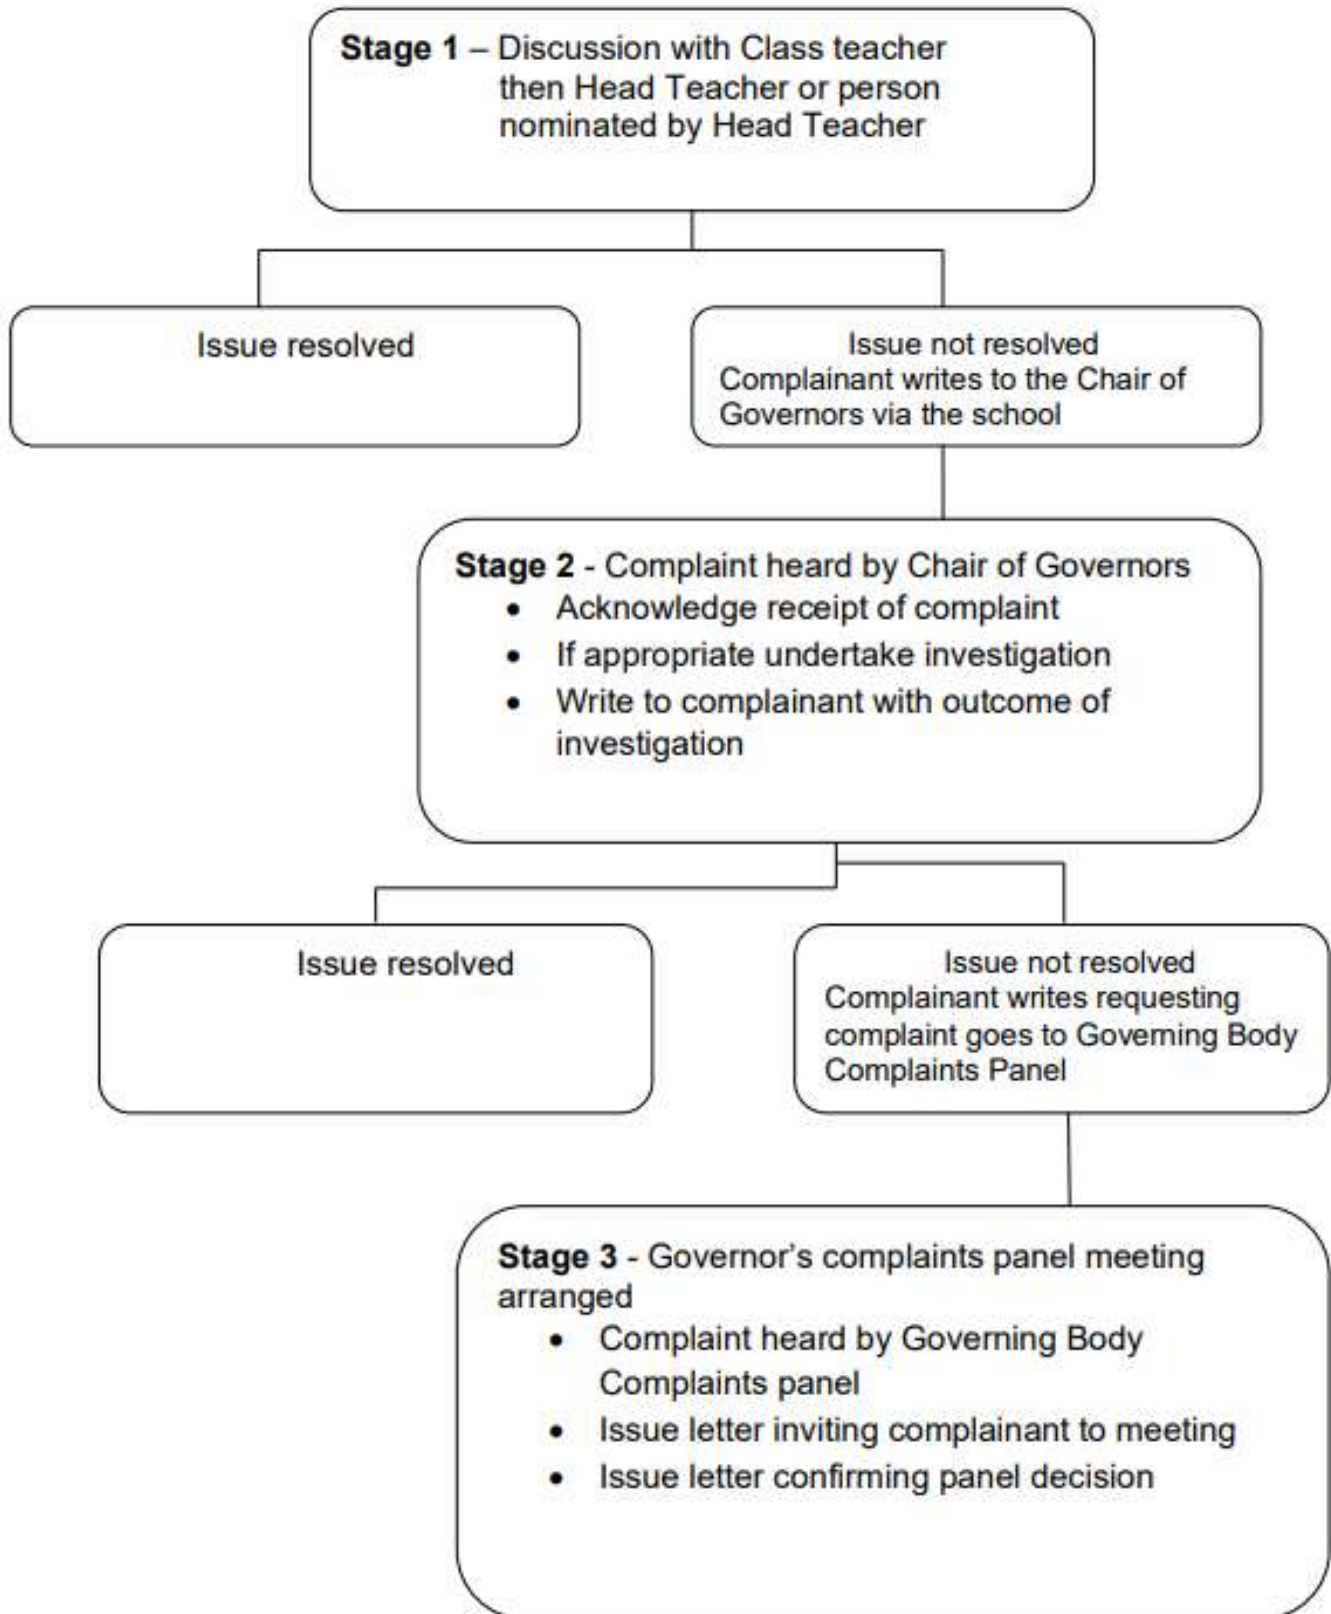 Stage 1 – Discussion with Class teacher
then Head Teacher or person
nominated by Head Teacher
Issue resolved
Issue not resolved
Complainant writes to the Chair of
Governors via the school
Stage 2 - Complaint heard by Chair of Governors
• Acknowledge receipt of complaint
• If appropriate undertake investigation
• Write to complainant with outcome of
investigation
Issue resolved
Issue not resolved
Complainant writes requesting
complaint goes to Governing Body
Complaints Panel
Stage 3 - Governor’s complaints panel meeting
arranged
• Complaint heard by Governing Body
Complaints panel
• Issue letter inviting complainant to meeting
• Issue letter confirming panel decision